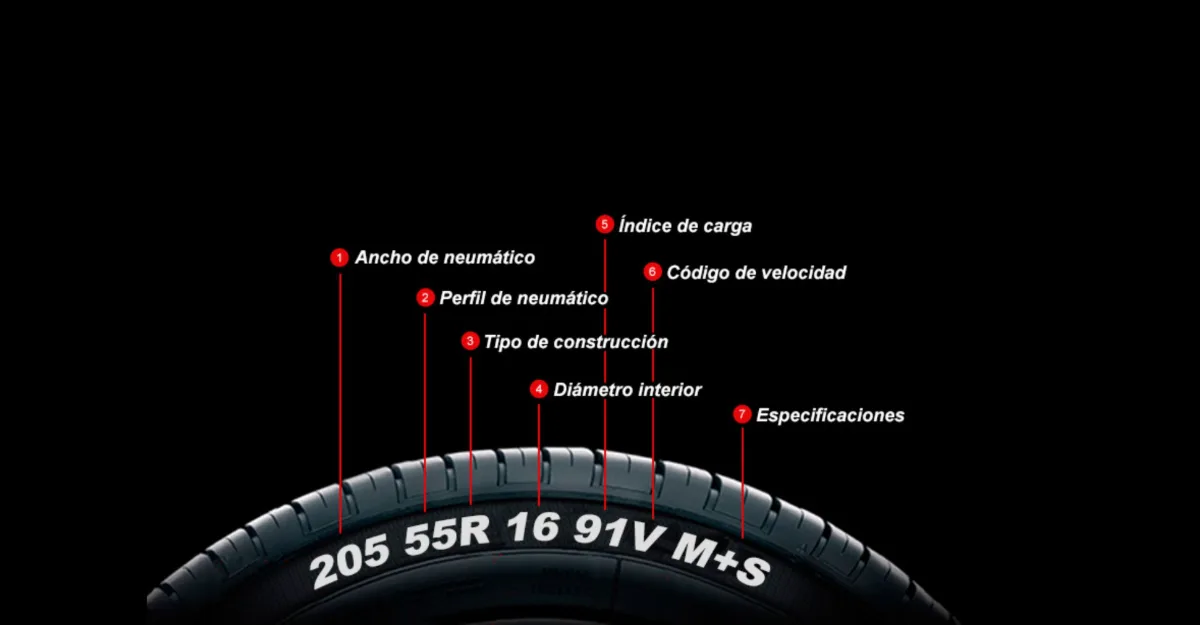 5 Índice de carga
1 Ancho de neumático
6 Código de velocidad
2 Perfil de neumático
3 Tipo de construcción
4 Diámetro interior
7 Especificaciones
205 55R 16 91V M+S